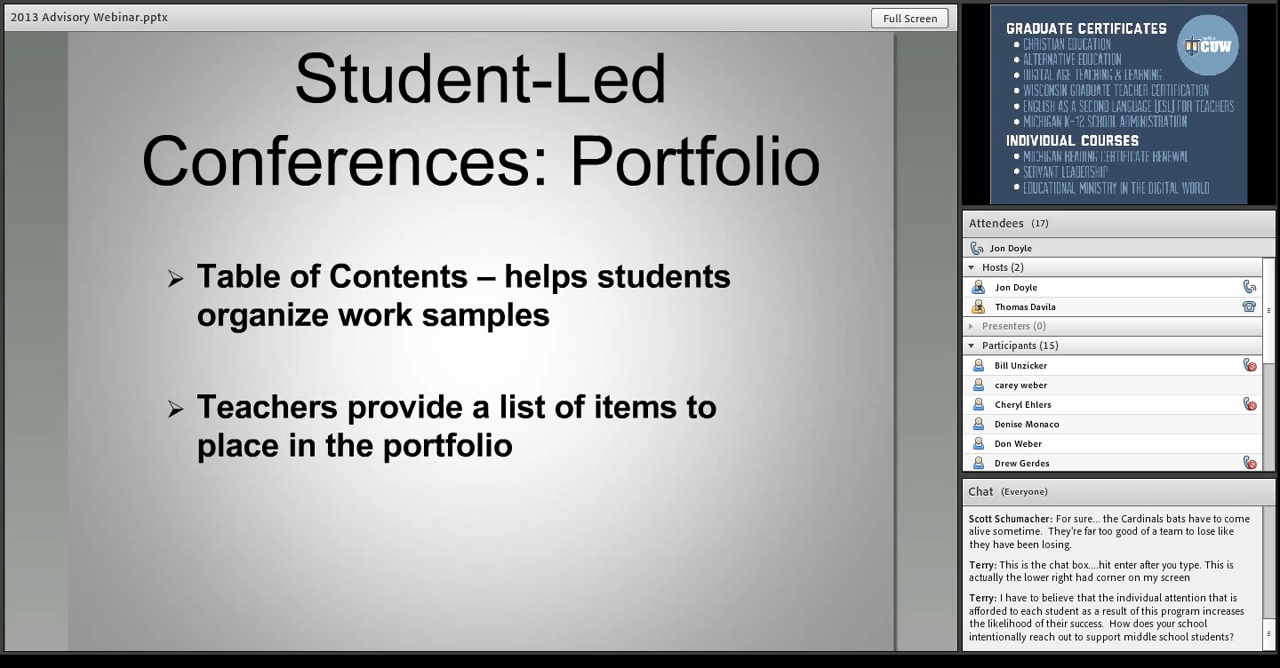 2013 Advisory Webinar.pptx
Full Screen
Student-Led
Conferences: Portfolio
➢ Table of Contents – helps students
organize work samples
➢ Teachers provide a list of items to
place in the portfolio
GRADUATE CERTIFICATES
• CHRISTIAN EDUCATION
• ALTERNATIVE EDUCATION
• DIGITAL AGE TEACHING & LEARNING
• WISCONSIN GRADUATE TEACHER CERTIFICATION
• ENGLISH AS A SECOND LANGUAGE (ESL) FOR TEACHERS
• MICHIGAN K-12 SCHOOL ADMINISTRATION
INDIVIDUAL COURSES
• MICHIGAN READING CERTIFICATE RENEWAL
• SERVANT LEADERSHIP
• EDUCATIONAL MINISTRY IN THE DIGITAL WORLD
CUW
Attendees (17)
Jon Doyle
Hosts (2)
Jon Doyle
Thomas Davila
Presenters (0)
Participants (15)
Bill Unzicker
carey weber
Cheryl Ehlers
Denise Monaco
Don Weber
Drew Gerdes
Chat (Everyone)
Scott Schumacher: For sure... the Cardinals bats have to come
alive sometime. They're far too good of a team to lose like
they have been losing.
Terry: This is the chat box....hit enter after you type. This is
actually the lower right had corner on my screen
Terry: I have to believe that the individual attention that is
afforded to each student as a result of this program increases
the likelihood of their success. How does your school
intentionally reach out to support middle school students?